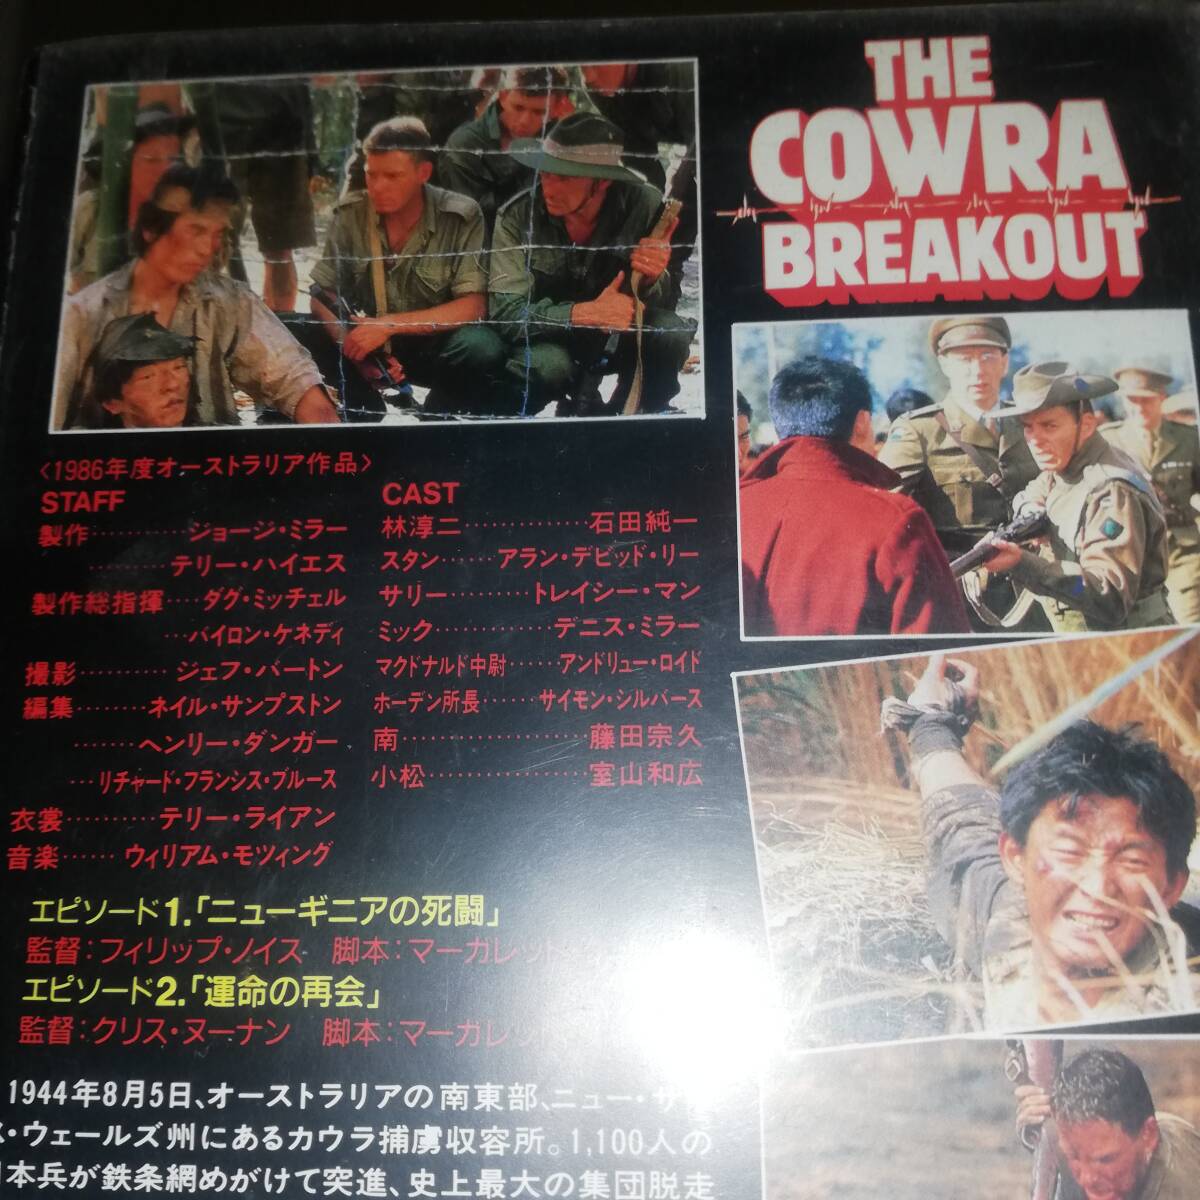 THE
COWRA
BREAKOUT
〈1986年度オーストラリア作品〉
STAFF
製作‥‥‥‥‥ジョージ・ミラー
‥‥‥‥テリー・ハイエス
製作総指揮‥‥ダグ・ミッチェル
‥・バイロン・ケネディ
撮影‥‥‥‥‥ジェフ・バートン
編集‥‥‥‥ネイル・サンプストン
‥‥‥ヘンリー・ダンガー
‥・リチャード・フランシス・ブルース
衣裳‥‥‥‥‥テリー・ライアン
音楽‥‥‥ウィリアム・モツィング
CAST
林淳二‥‥‥‥‥‥‥石田純一
スタン‥‥‥アラン・デビッド・リー
サリー‥‥‥‥‥トレイシー・マン
ミック‥‥‥‥‥‥デニス・ミラー
マクドナルド中尉‥‥‥アンドリュー・ロイド
ホーデン所長‥‥‥サイモン・シルバース
南‥‥‥‥‥‥‥‥‥‥藤田宗久
小松‥‥‥‥‥‥‥‥‥室山和広
エピソード1.「ニューギニアの死闘」
監督:フィリップ・ノイス 脚本:マーガレット
エピソード2.「運命の再会」
監督:クリス・ヌーナン 脚本:マーガレット
1944年8月5日、オーストラリアの南東部、ニュー・サ
ス・ウェールズ州にあるカウラ捕虜収容所。1,100人の
本兵が鉄条網めがけて突進、史上最大の集団脱走